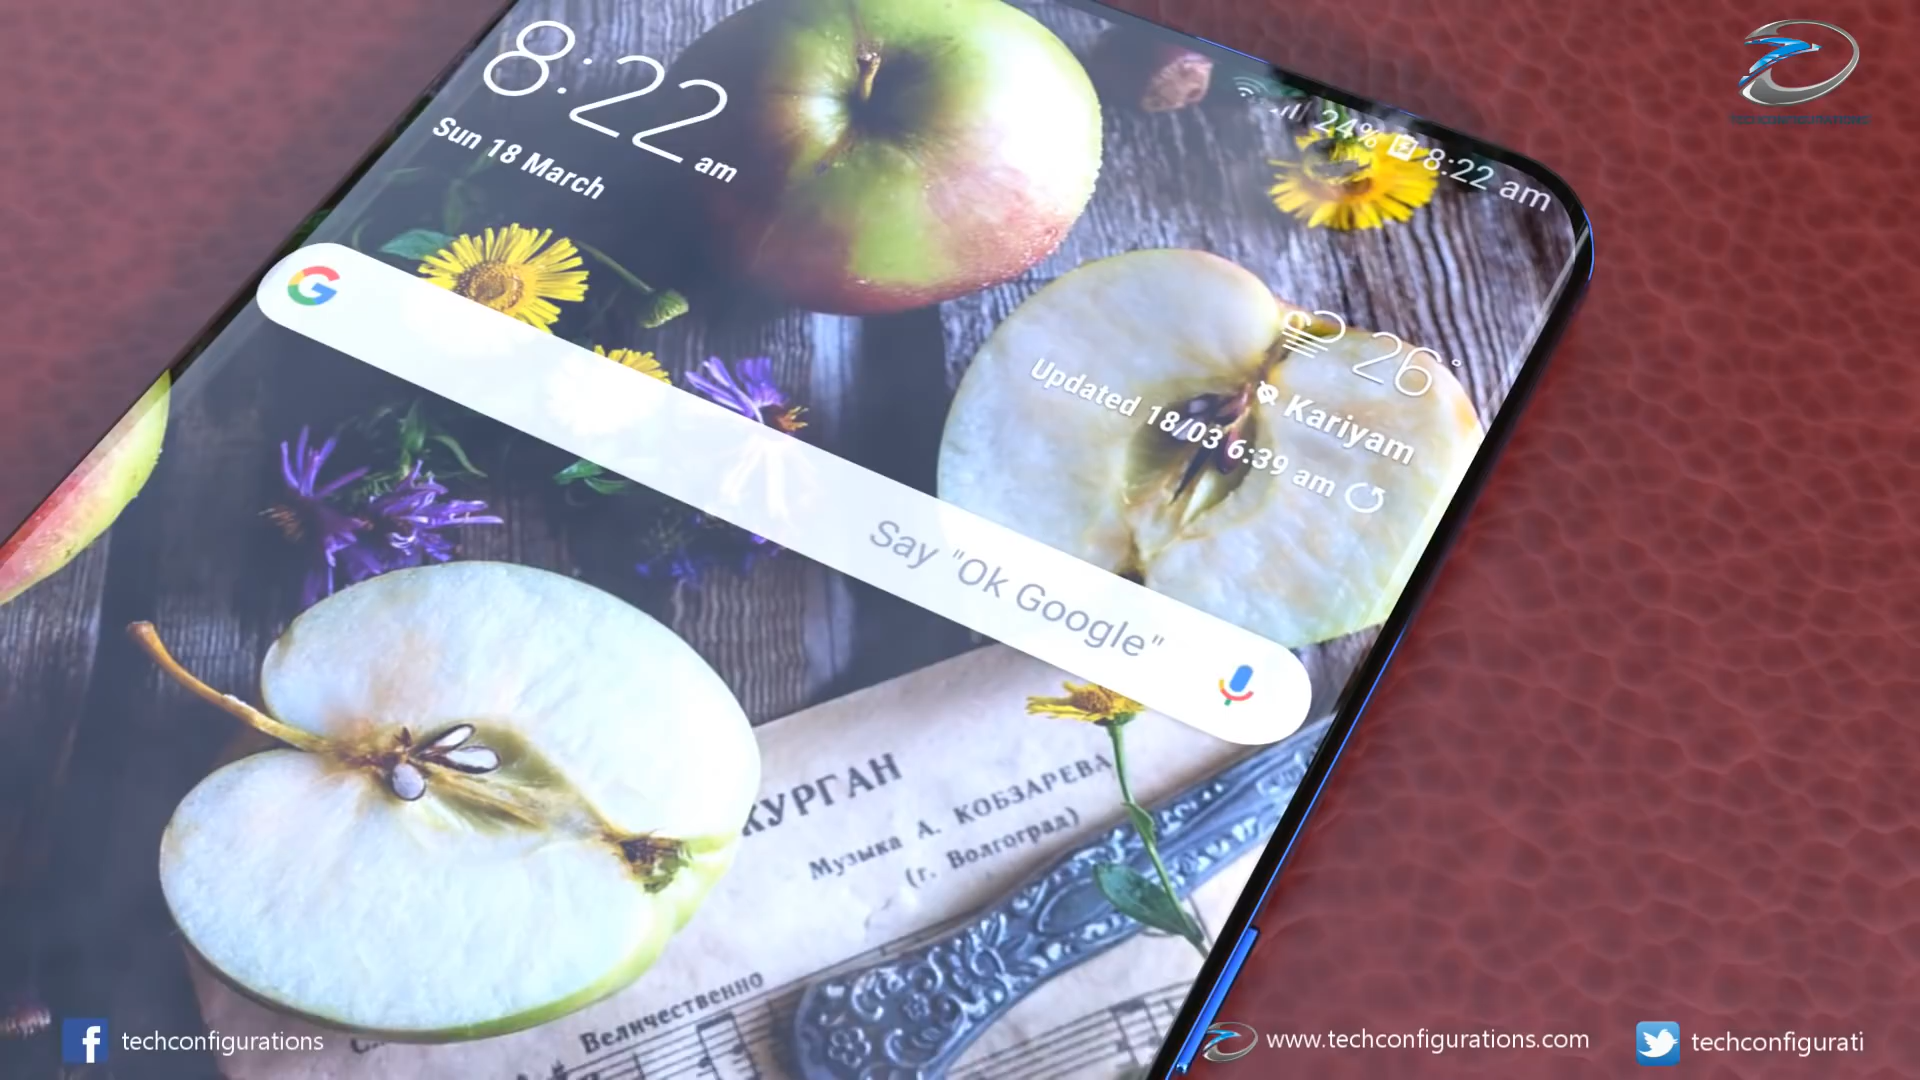 8:22 am
Sun 18 March
24% 8:22 am
TECHCONFIGURATIONS
26°
Kariyam
Updated 18/03 6:39 am
Say "Ok Google"
КУРГАН
Музыка А. КОБЗАРЕВА
(г. Волгоград)
Величественно
techconfigurations
www.techconfigurations.com
techconfigurati